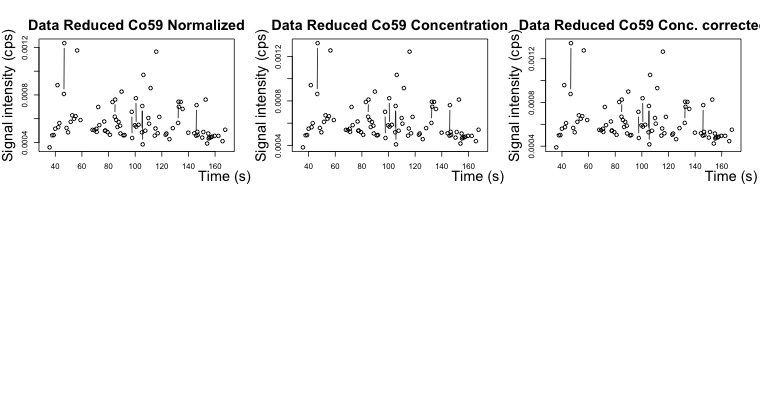 Data Reduced Co59 Normalized
Signal intensity (cps)
0.0004 0.0008 0.0012
40 60 80 100 120 140 160
Time (s)
Data Reduced Co59 Concentration
Signal intensity (cps)
0.0004 0.0008 0.0012
40 60 80 100 120 140 160
Time (s)
Data Reduced Co59 Conc. correcte
Signal intensity (cps)
0.0004 0.0008 0.0012
40 60 80 100 120 140 160
Time (s)